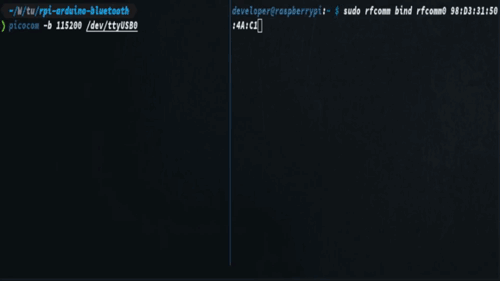 ~/W/tu/rpi-arduino-bluetooth
❯ picocom -b 115200 /dev/ttyUSB0
developer@raspberrypi:~ $ sudo rfcomm bind rfcomm0 98:D3:31:50
:4A:C1